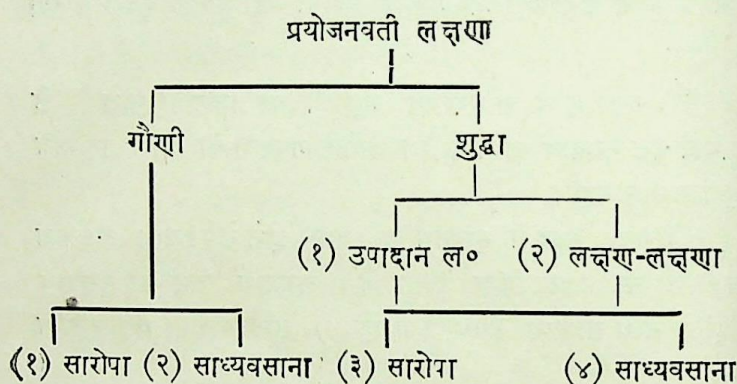 प्रयोजनवती लक्षणा
गौणी शुद्धा
(१) उपादान ल० (२) लक्षण-लक्षणा
(१) सारोपा (२) साध्यवसाना (३) सारोपा (४) साध्यवसाना